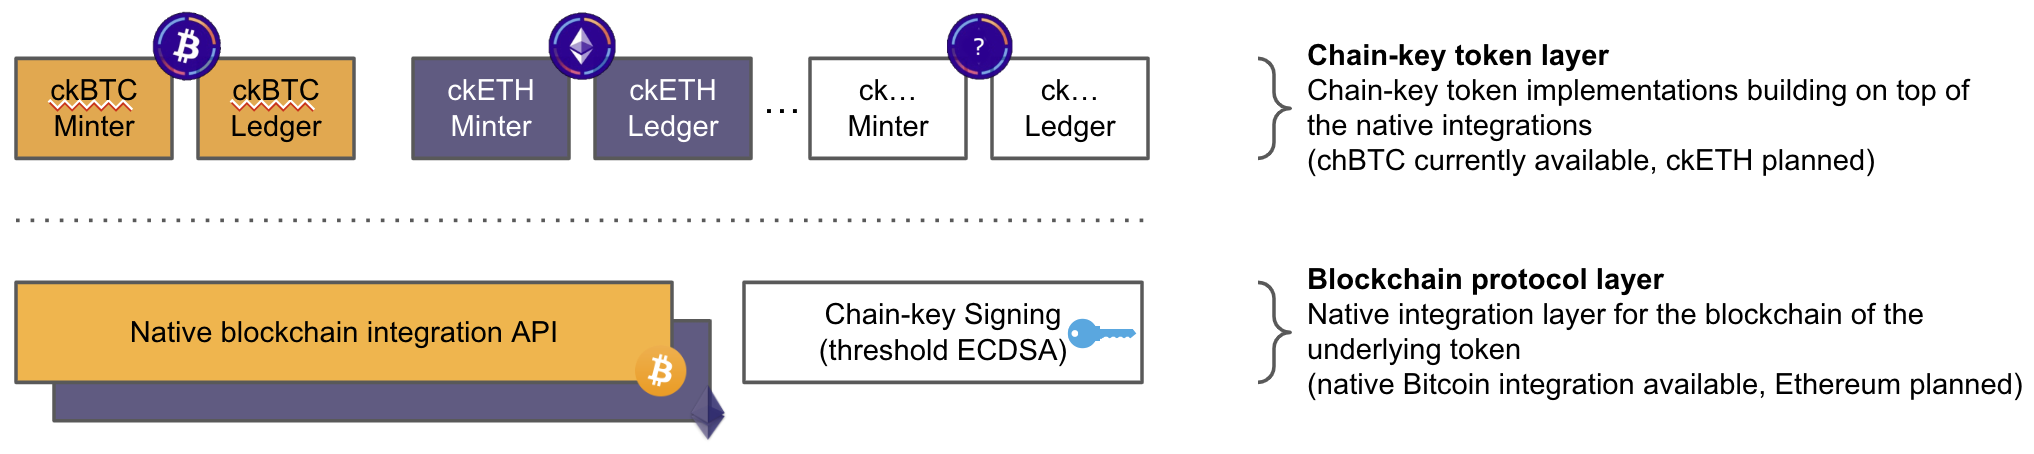 ckBTC
Minter
ckBTC
Ledger
ckETH
Minter
ckETH
Ledger
...
?
ck...
Minter
ck...
Ledger
Chain-key token layer
Chain-key token implementations building on top of
the native integrations
(chBTC currently available, ckETH planned)
Native blockchain integration API
Chain-key Signing
(threshold ECDSA)
Blockchain protocol layer
Native integration layer for the blockchain of the
underlying token
(native Bitcoin integration available, Ethereum planned)